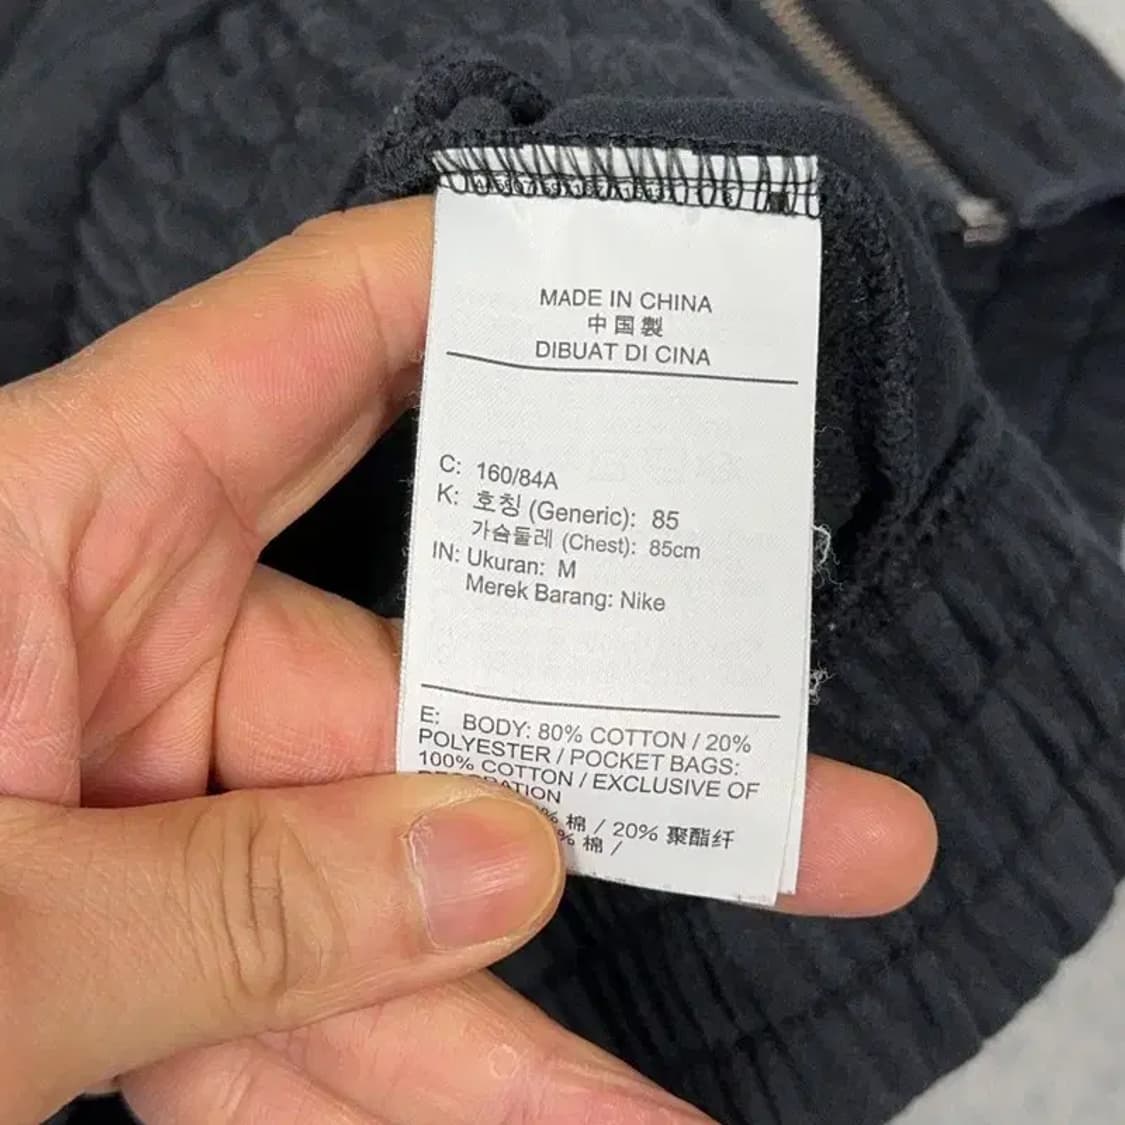 MADE IN CHINA
中国製
DIBUAT DI CINA
C: 160/84A
K: 호칭 (Generic): 85
가슴둘레 (Chest): 85cm
IN: Ukuran: M
Merek Barang: Nike
E: BODY: 80% COTTON / 20%
POLYESTER / POCKET BAGS:
100% COTTON / EXCLUSIVE OF
% 棉 / 20% 聚酯纤
% 棉 /